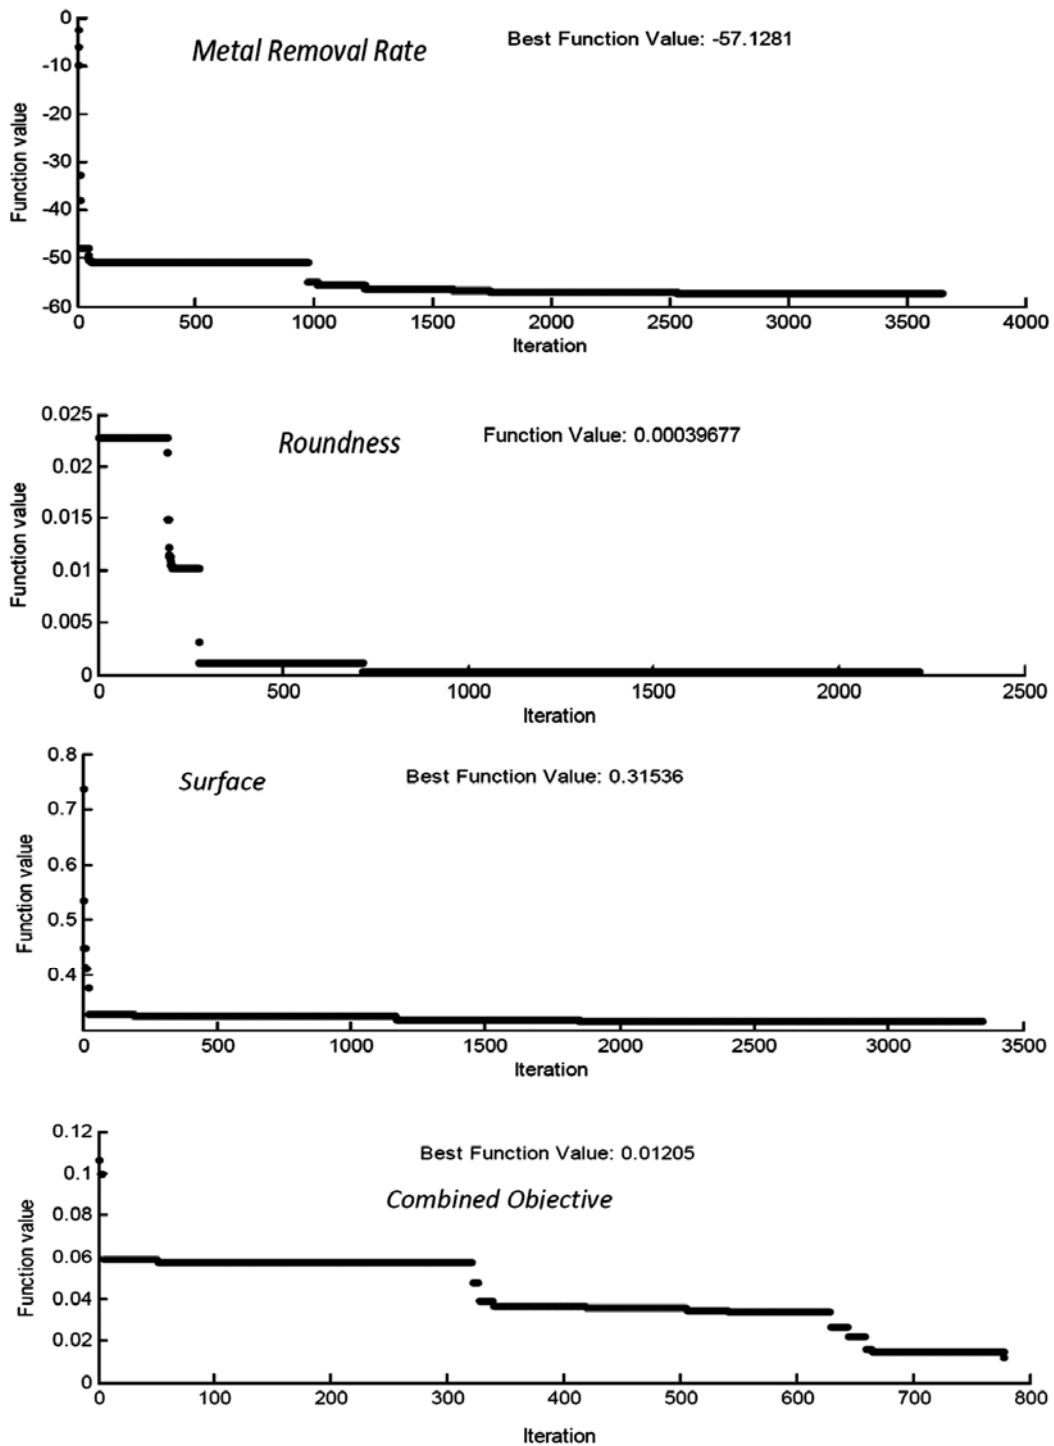 0
Metal Removal Rate
Best Function Value: -57.1281
-10
-20
-30
-40
-50
-60
Function value
0 500 1000 1500 2000 2500 3000 3500 4000
Iteration
0.025
Roundness
Function Value: 0.00039677
0.02
0.015
0.01
0.005
0
Function value
0 500 1000 1500 2000 2500
Iteration
0.8
Surface
Best Function Value: 0.31536
0.7
0.6
0.5
0.4
Function value
0 500 1000 1500 2000 2500 3000 3500
Iteration
0.12
Best Function Value: 0.01205
0.1
Combined Objective
0.08
0.06
0.04
0.02
0
Function value
0 100 200 300 400 500 600 700 800
Iteration